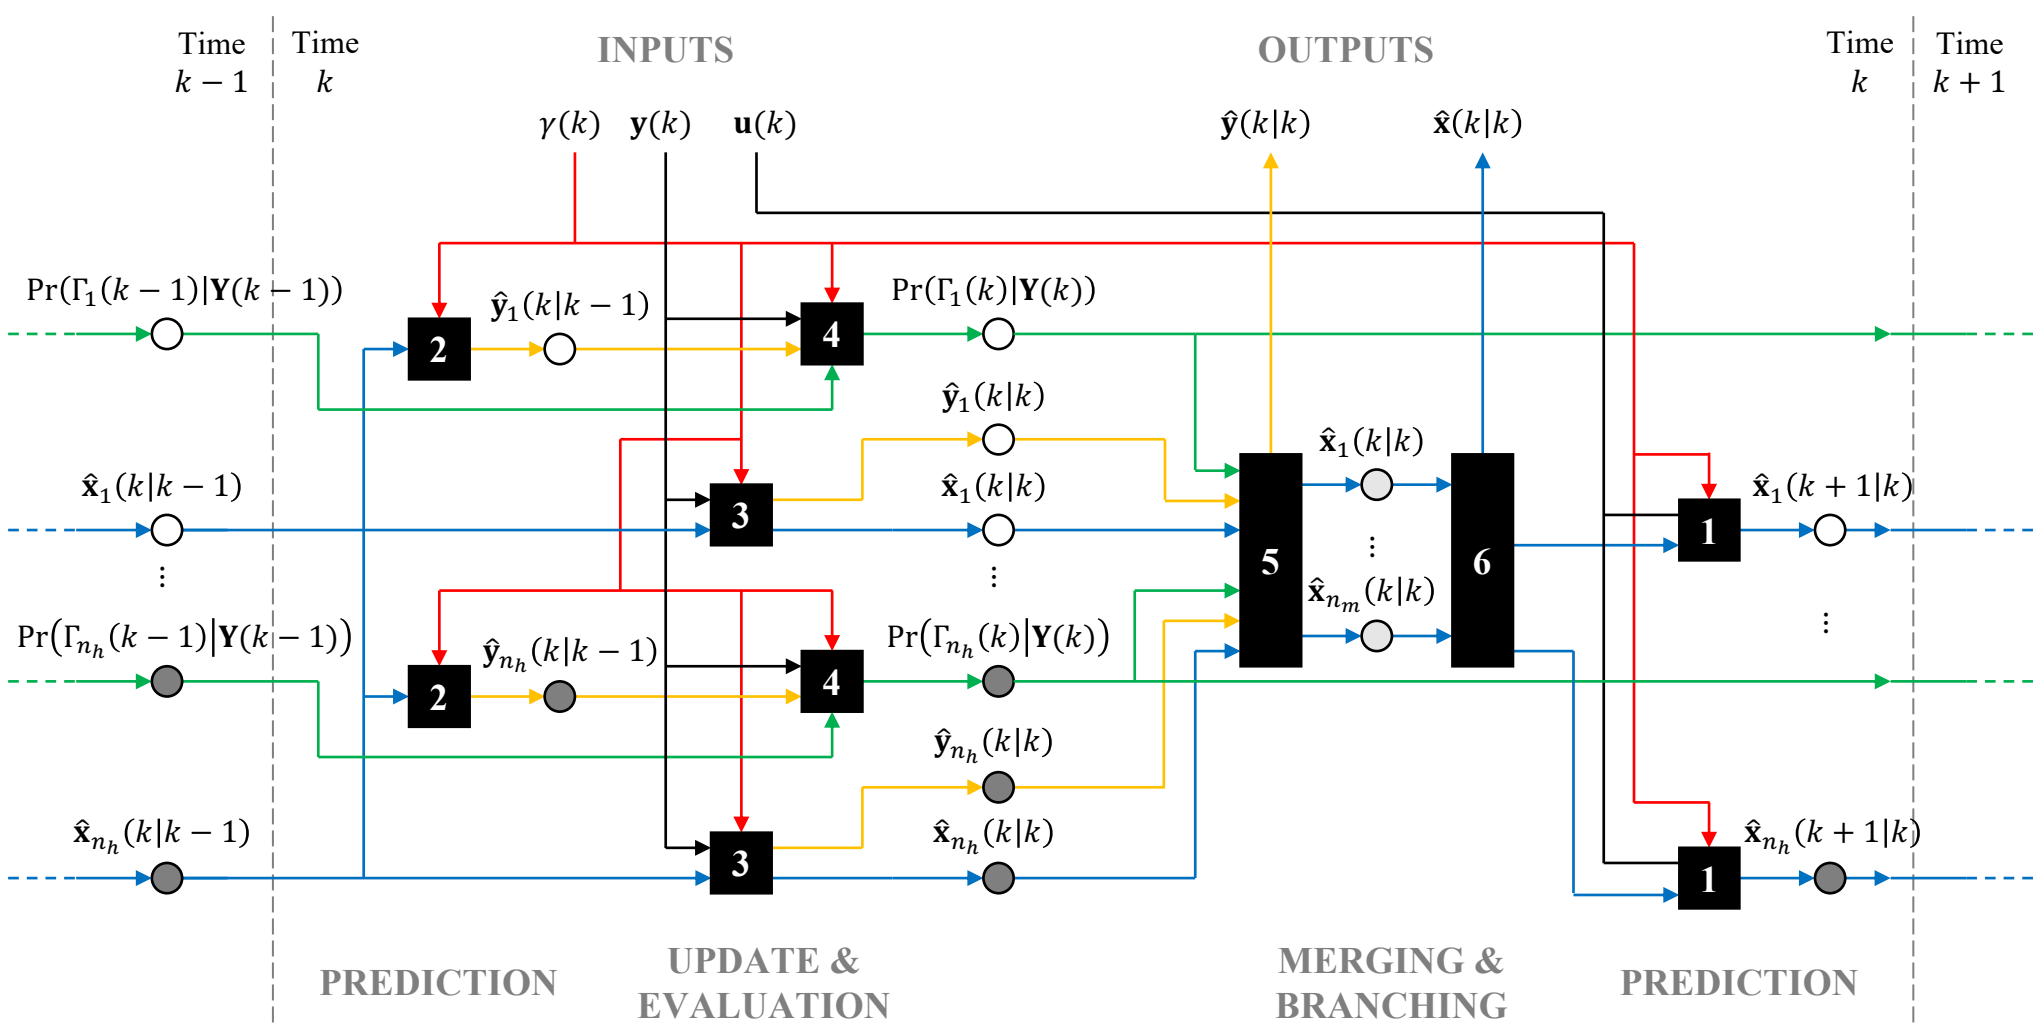 Time
k − 1
Time
k
INPUTS
OUTPUTS
Time
k
Time
k + 1
γ(k)
y(k)
u(k)
ŷ(k|k)
x̂(k|k)
Pr(Γ₁(k − 1)|Y(k − 1))
ŷ₁(k|k − 1)
Pr(Γ₁(k)|Y(k))
2
4
ŷ₁(k|k)
x̂₁(k|k)
x̂₁(k|k − 1)
x̂₁(k|k)
x̂₁(k + 1|k)
3
1
⋮
⋮
⋮
5
6
x̂ₙₘ(k|k)
⋮
Pr(Γₙₕ(k − 1)|Y(k − 1))
ŷₙₕ(k|k − 1)
Pr(Γₙₕ(k)|Y(k))
2
4
ŷₙₕ(k|k)
x̂ₙₕ(k|k − 1)
x̂ₙₕ(k|k)
x̂ₙₕ(k + 1|k)
3
1
PREDICTION
UPDATE &
EVALUATION
MERGING &
BRANCHING
PREDICTION